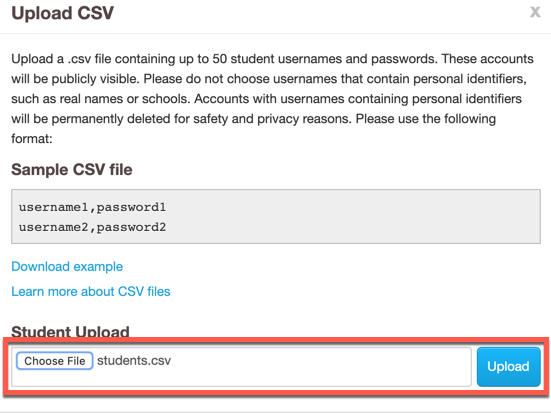 Upload CSV
x
Upload a .csv file containing up to 50 student usernames and passwords. These accounts
will be publicly visible. Please do not choose usernames that contain personal identifiers,
such as real names or schools. Accounts with usernames containing personal identifiers
will be permanently deleted for safety and privacy reasons. Please use the following
format:
Sample CSV file
username1,password1
username2,password2
Download example
Learn more about CSV files
Student Upload
Choose File students.csv
Upload